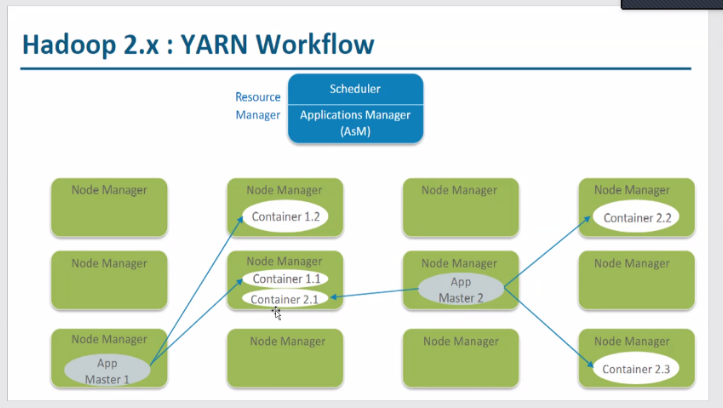 Hadoop 2.x : YARN Workflow
Resource
Manager
Scheduler
Applications Manager
(AsM)
Node Manager
Node Manager
Container 1.2
Node Manager
Node Manager
Container 2.2
Node Manager
Node Manager
Container 1.1
Container 2.1
Node Manager
App
Master 2
Node Manager
Node Manager
App
Master 1
Node Manager
Node Manager
Node Manager
Container 2.3